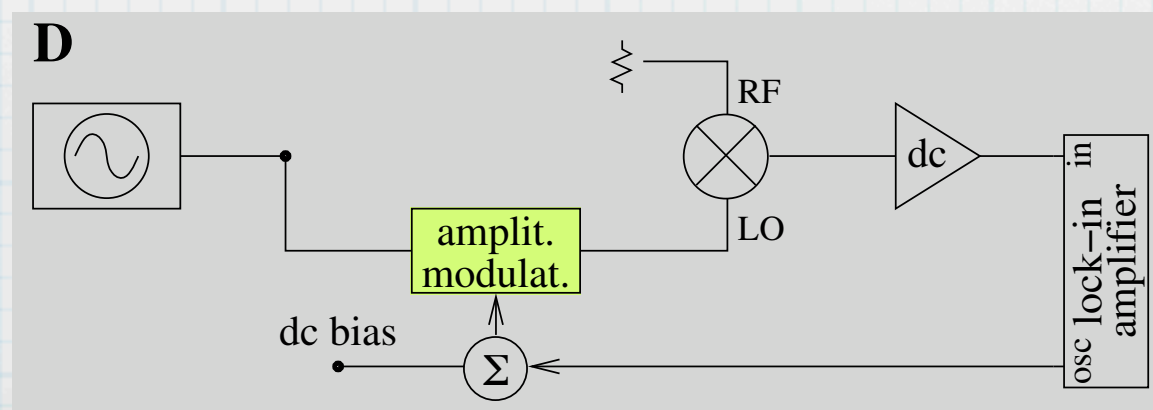 D
RF
dc
in
LO
amplit.
modulat.
lock−in
amplifier
dc bias
Σ
osc